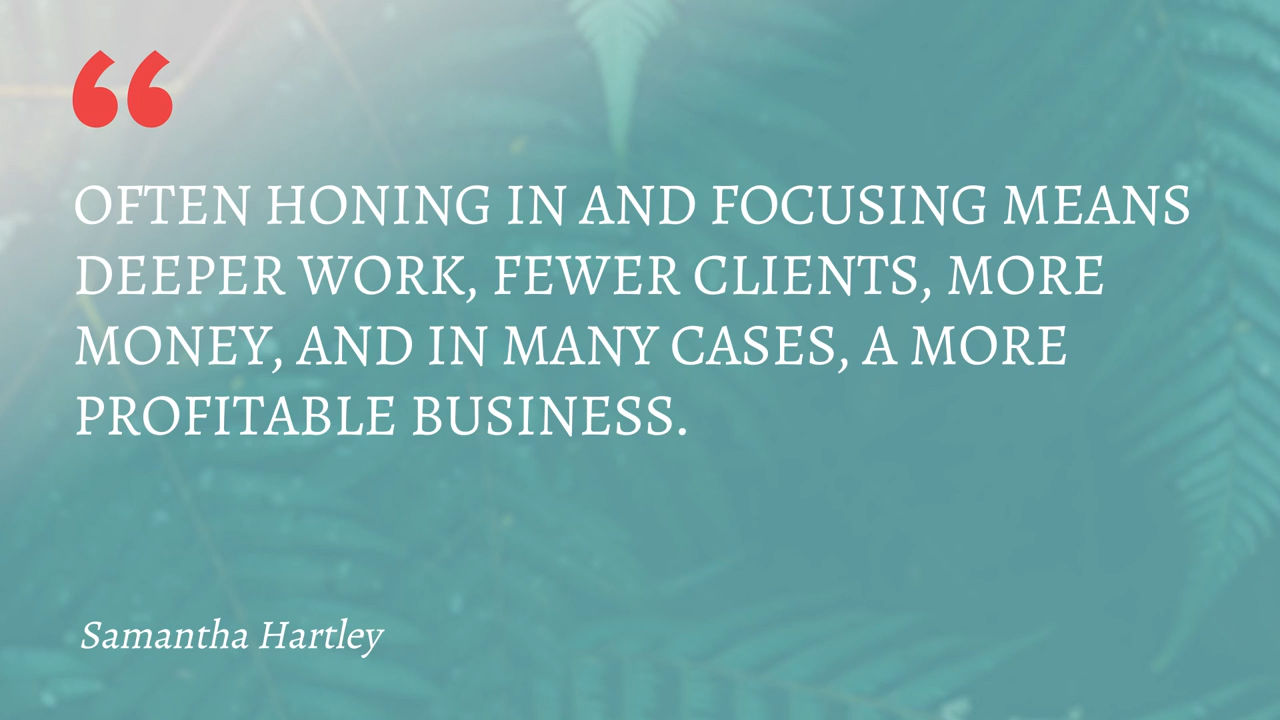 “
OFTEN HONING IN AND FOCUSING MEANS
DEEPER WORK, FEWER CLIENTS, MORE
MONEY, AND IN MANY CASES, A MORE
PROFITABLE BUSINESS.
Samantha Hartley